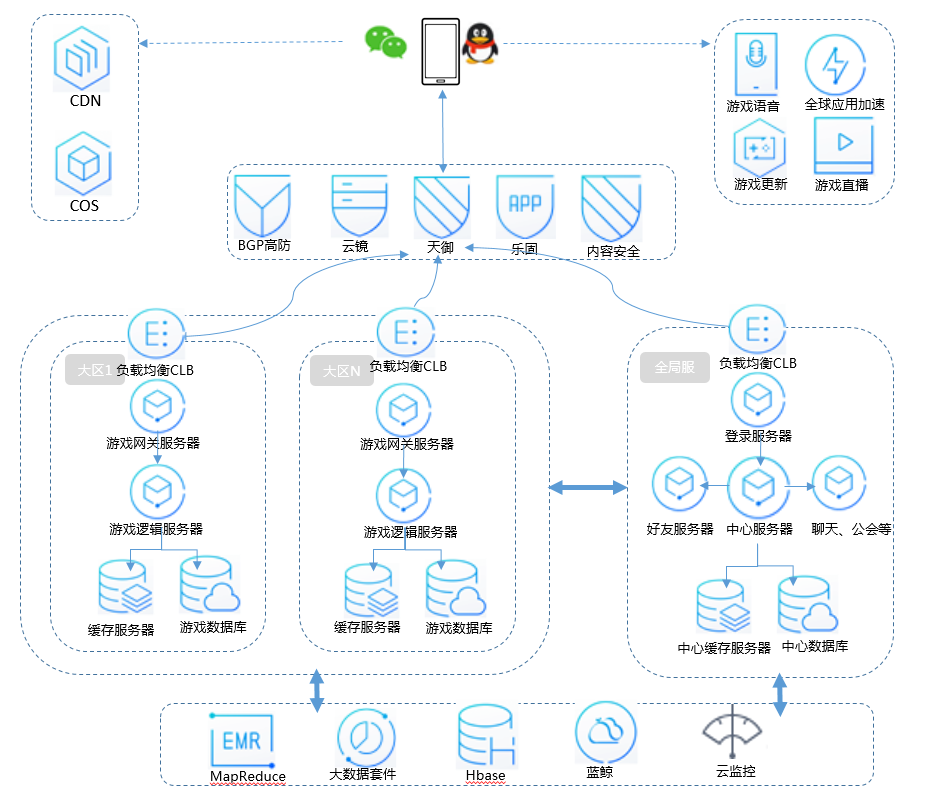 CDN
COS
游戏语音
全球应用加速
游戏更新
游戏直播
BGP高防
云镜
天御
APP
乐固
内容安全
大区1
负载均衡CLB
游戏网关服务器
游戏逻辑服务器
缓存服务器
游戏数据库
大区N
负载均衡CLB
游戏网关服务器
游戏逻辑服务器
缓存服务器
游戏数据库
全局服
负载均衡CLB
登录服务器
好友服务器
中心服务器
聊天、公会等
中心缓存服务器
中心数据库
EMR
MapReduce
大数据套件
Hbase
蓝鲸
云监控